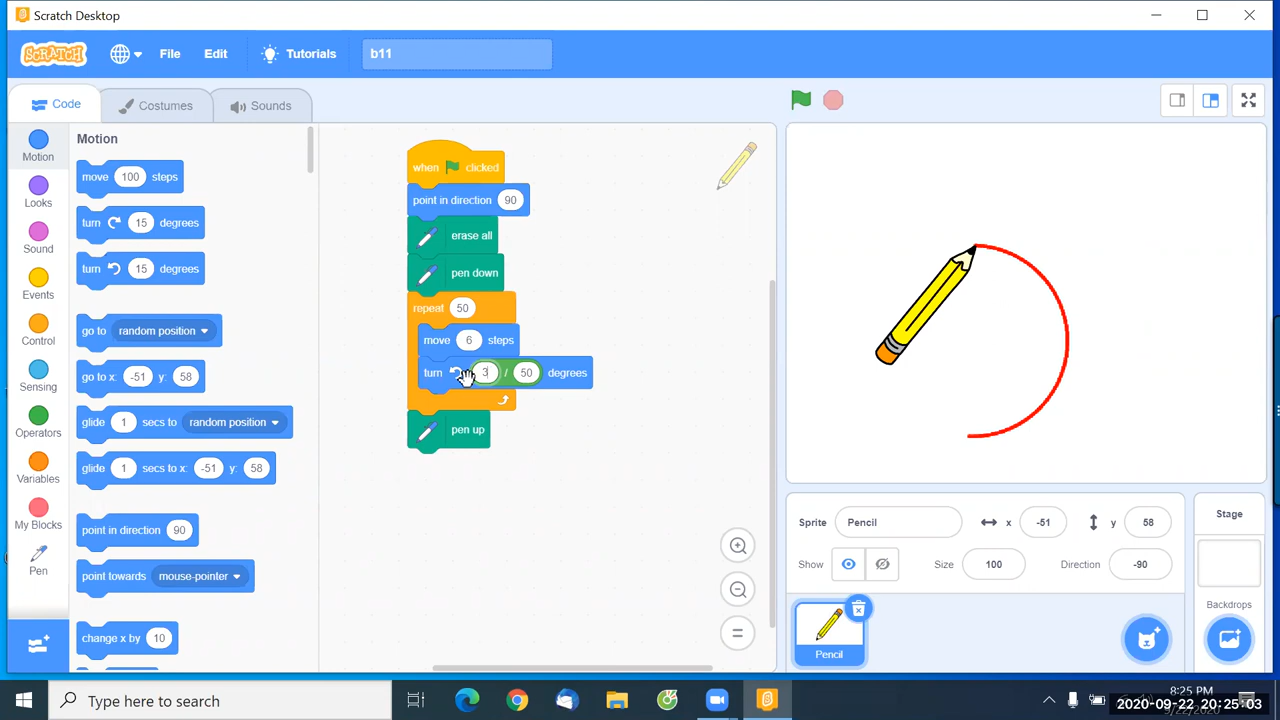 Scratch Desktop
SCRATCH
File
Edit
Tutorials
b11
Code
Costumes
Sounds
Motion
Looks
Sound
Events
Control
Sensing
Operators
Variables
My Blocks
Pen
Motion
move 100 steps
turn 15 degrees
turn 15 degrees
go to random position
go to x: -51 y: 58
glide 1 secs to random position
glide 1 secs to x: -51 y: 58
point in direction 90
point towards mouse-pointer
change x by 10
when clicked
point in direction 90
erase all
pen down
repeat 50
move 6 steps
turn 3 / 50 degrees
pen up
Sprite Pencil x -51 y 58
Show Size 100 Direction -90
Pencil
Stage
Backdrops
Type here to search
8:25 PM
2020-09-22 20:25:03